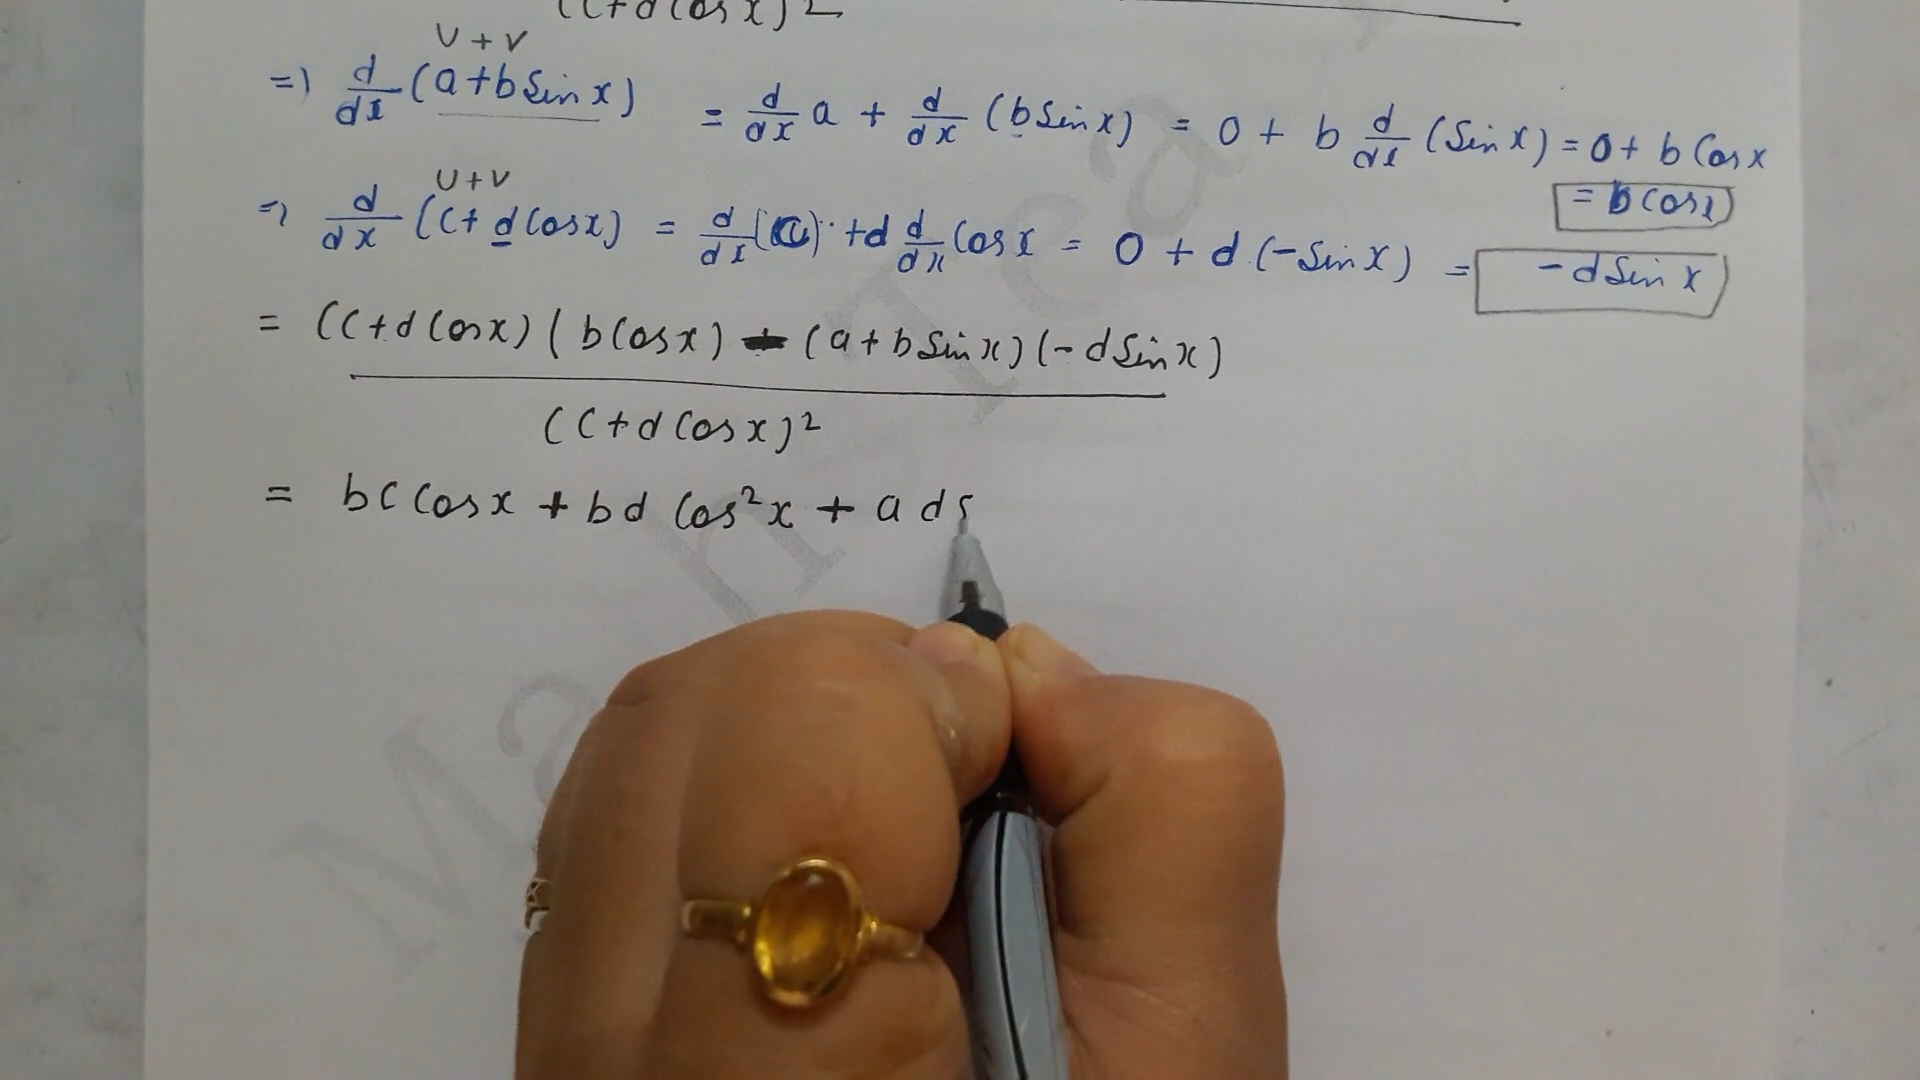 (c+d Cos x)2
U + V
=) d/dx (a+b Sin x) = d/dx a + d/dx (b Sin x) = 0 + b d/dx (Sin x) = 0 + b Cos x
= b Cos x
U + V
=) d/dx (c + d Cos x) = d/dx (c) + d d/dx Cos x = 0 + d (-Sin x) = - d Sin x
= (c+d Cos x) (b Cos x) - (a + b Sin x) (- d Sin x)
(c+d Cos x)²
= bc Cos x + bd Cos²x + a d s